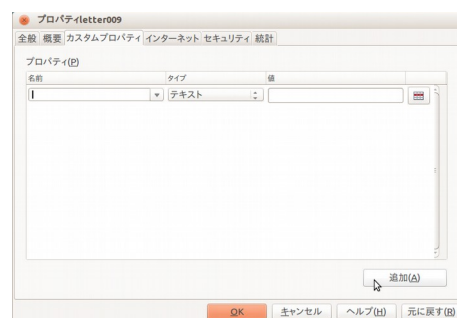 プロパティletter009
全般 概要 カスタムプロパティ インターネット セキュリティ 統計
プロパティ(P)
名前 タイプ 値
テキスト
追加(A)
OK キャンセル ヘルプ(H) 元に戻す(R)